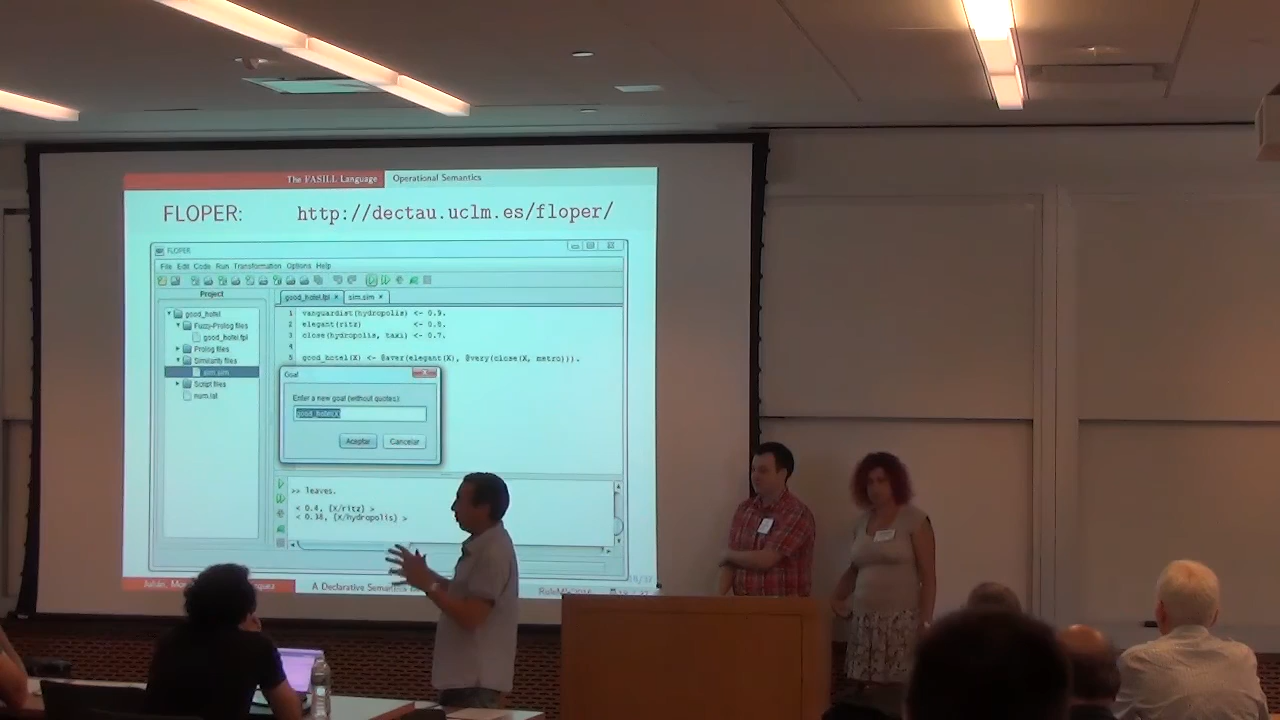 The FASILL Language Operational Semantics
FLOPER: http://dectau.uclm.es/floper/
FLOPER
File Edit Code Run Transformation Options Help
Project
good_hotel
Fuzzy-Prolog files
good_hotel.fpl
Prolog files
Similarity files
sim.sim
Script files
num.lat
good_hotel.fpl sim.sim
1 vanguardist(hydropolis) <- 0.9.
2 elegant(ritz) <- 0.8.
3 close(hydropolis, taxi) <- 0.7.
4
5 good_hotel(X) <- @aver(elegant(X), @very(close(X, metro))).
Goal
Enter a new goal (without quotes):
good_hotel(X)
Aceptar Cancelar
>> leaves.
< 0.4, {X/ritz} >
< 0.38, {X/hydropolis} >
A Declarative